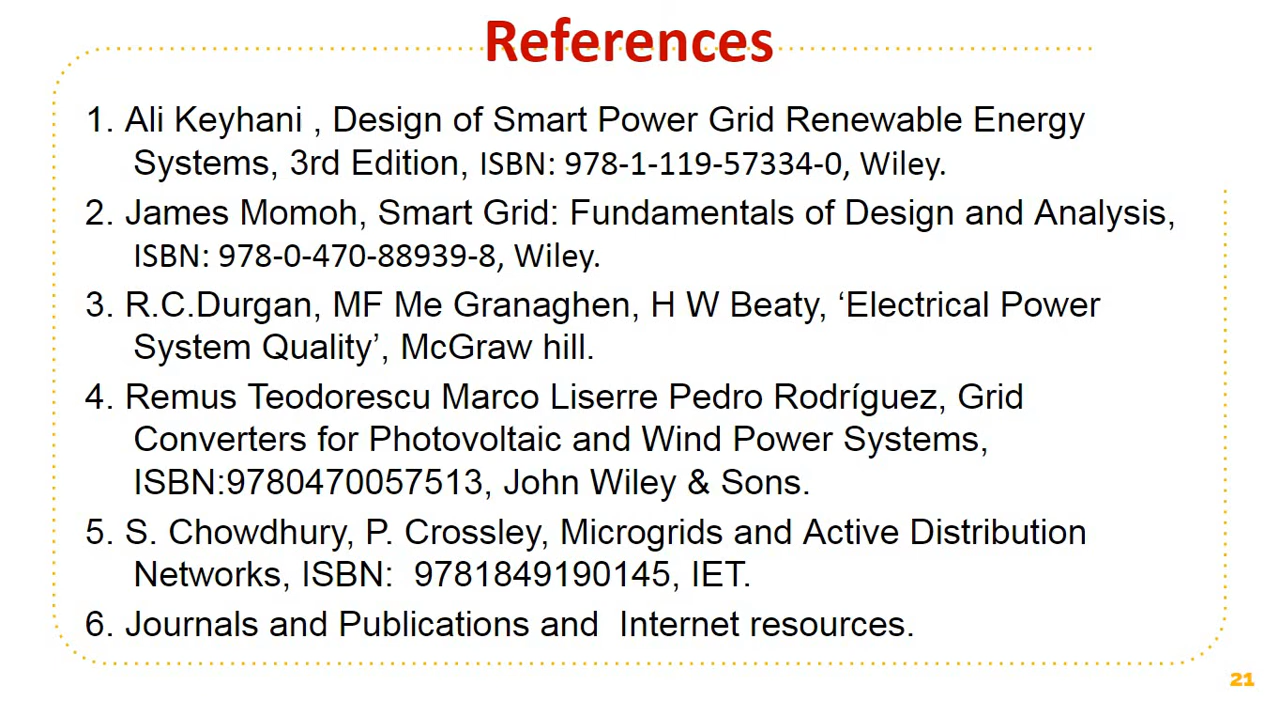 References
1. Ali Keyhani , Design of Smart Power Grid Renewable Energy
Systems, 3rd Edition, ISBN: 978-1-119-57334-0, Wiley.
2. James Momoh, Smart Grid: Fundamentals of Design and Analysis,
ISBN: 978-0-470-88939-8, Wiley.
3. R.C.Durgan, MF Me Granaghen, H W Beaty, ‘Electrical Power
System Quality’, McGraw hill.
4. Remus Teodorescu Marco Liserre Pedro Rodríguez, Grid
Converters for Photovoltaic and Wind Power Systems,
ISBN:9780470057513, John Wiley & Sons.
5. S. Chowdhury, P. Crossley, Microgrids and Active Distribution
Networks, ISBN:  9781849190145, IET.
6. Journals and Publications and  Internet resources.
21